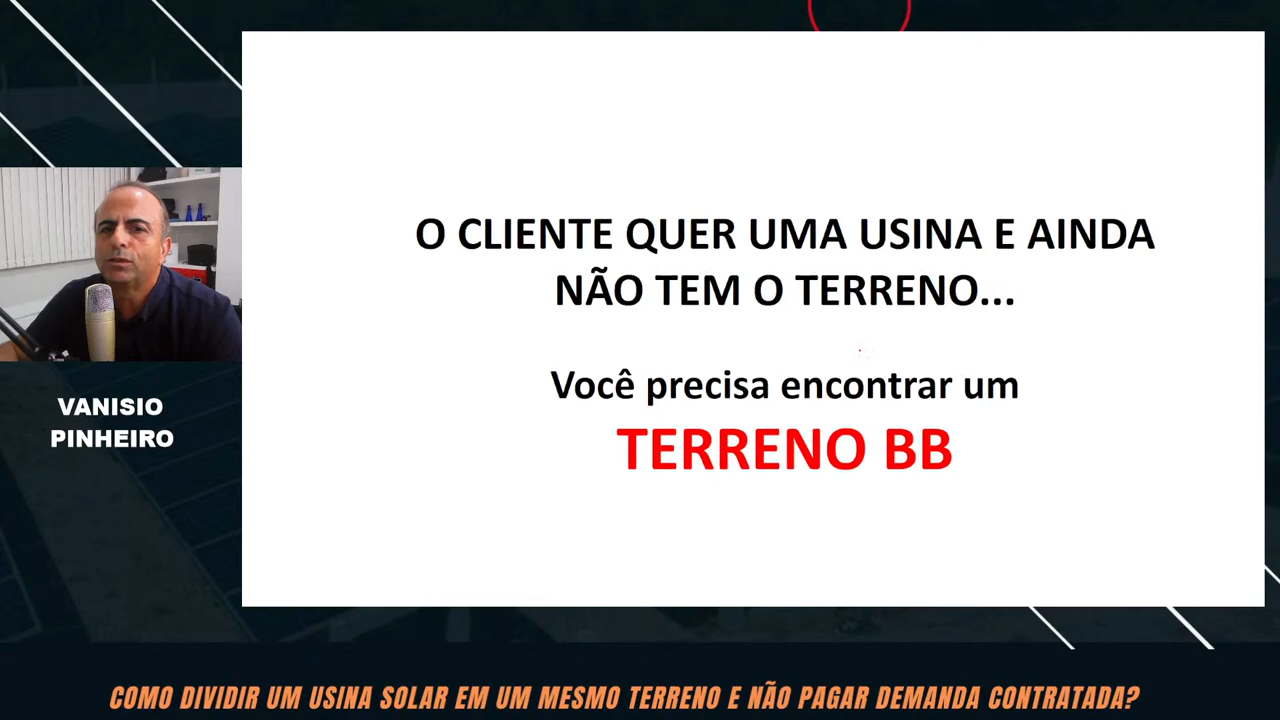 O CLIENTE QUER UMA USINA E AINDA
NÃO TEM O TERRENO...
Você precisa encontrar um
TERRENO BB
VANISIO
PINHEIRO
COMO DIVIDIR UM USINA SOLAR EM UM MESMO TERRENO E NÃO PAGAR DEMANDA CONTRATADA?